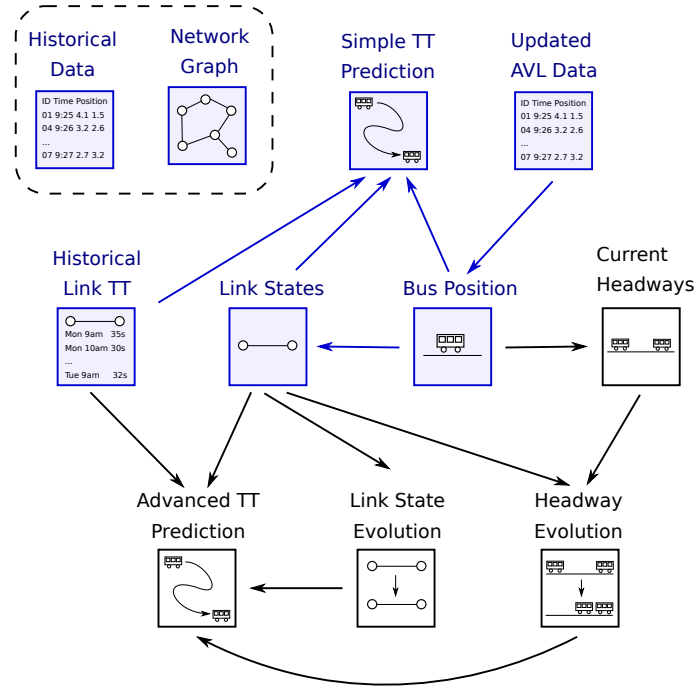 Historical
Data
Network
Graph
Simple TT
Prediction
Updated
AVL Data
ID Time Position
01 9:25 4.1 1.5
04 9:26 3.2 2.6
...
07 9:27 2.7 3.2
ID Time Position
01 9:25 4.1 1.5
04 9:26 3.2 2.6
...
07 9:27 2.7 3.2
Historical
Link TT
Link States
Bus Position
Current
Headways
Mon 9am 35s
Mon 10am 30s
...
Tue 9am 32s
Advanced TT
Prediction
Link State
Evolution
Headway
Evolution